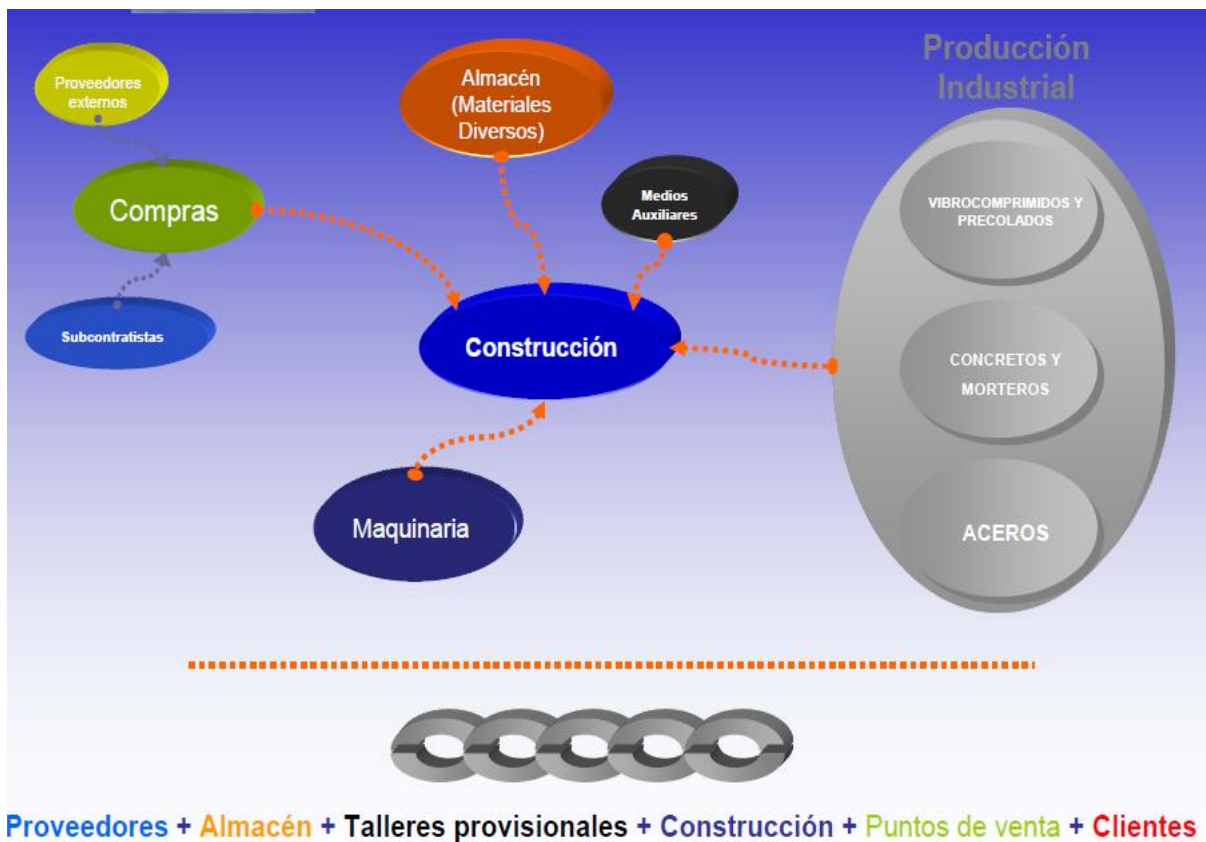 Producción
Industrial
Proveedores
externos
Almacén
(Materiales
Diversos)
Compras
Medios
Auxiliares
VIBROCOMPRIMIDOS Y
PRECOLADOS
Subcontratistas
Construcción
CONCRETOS Y
MORTEROS
Maquinaria
ACEROS
Proveedores + Almacén + Talleres provisionales + Construcción + Puntos de venta + Clientes